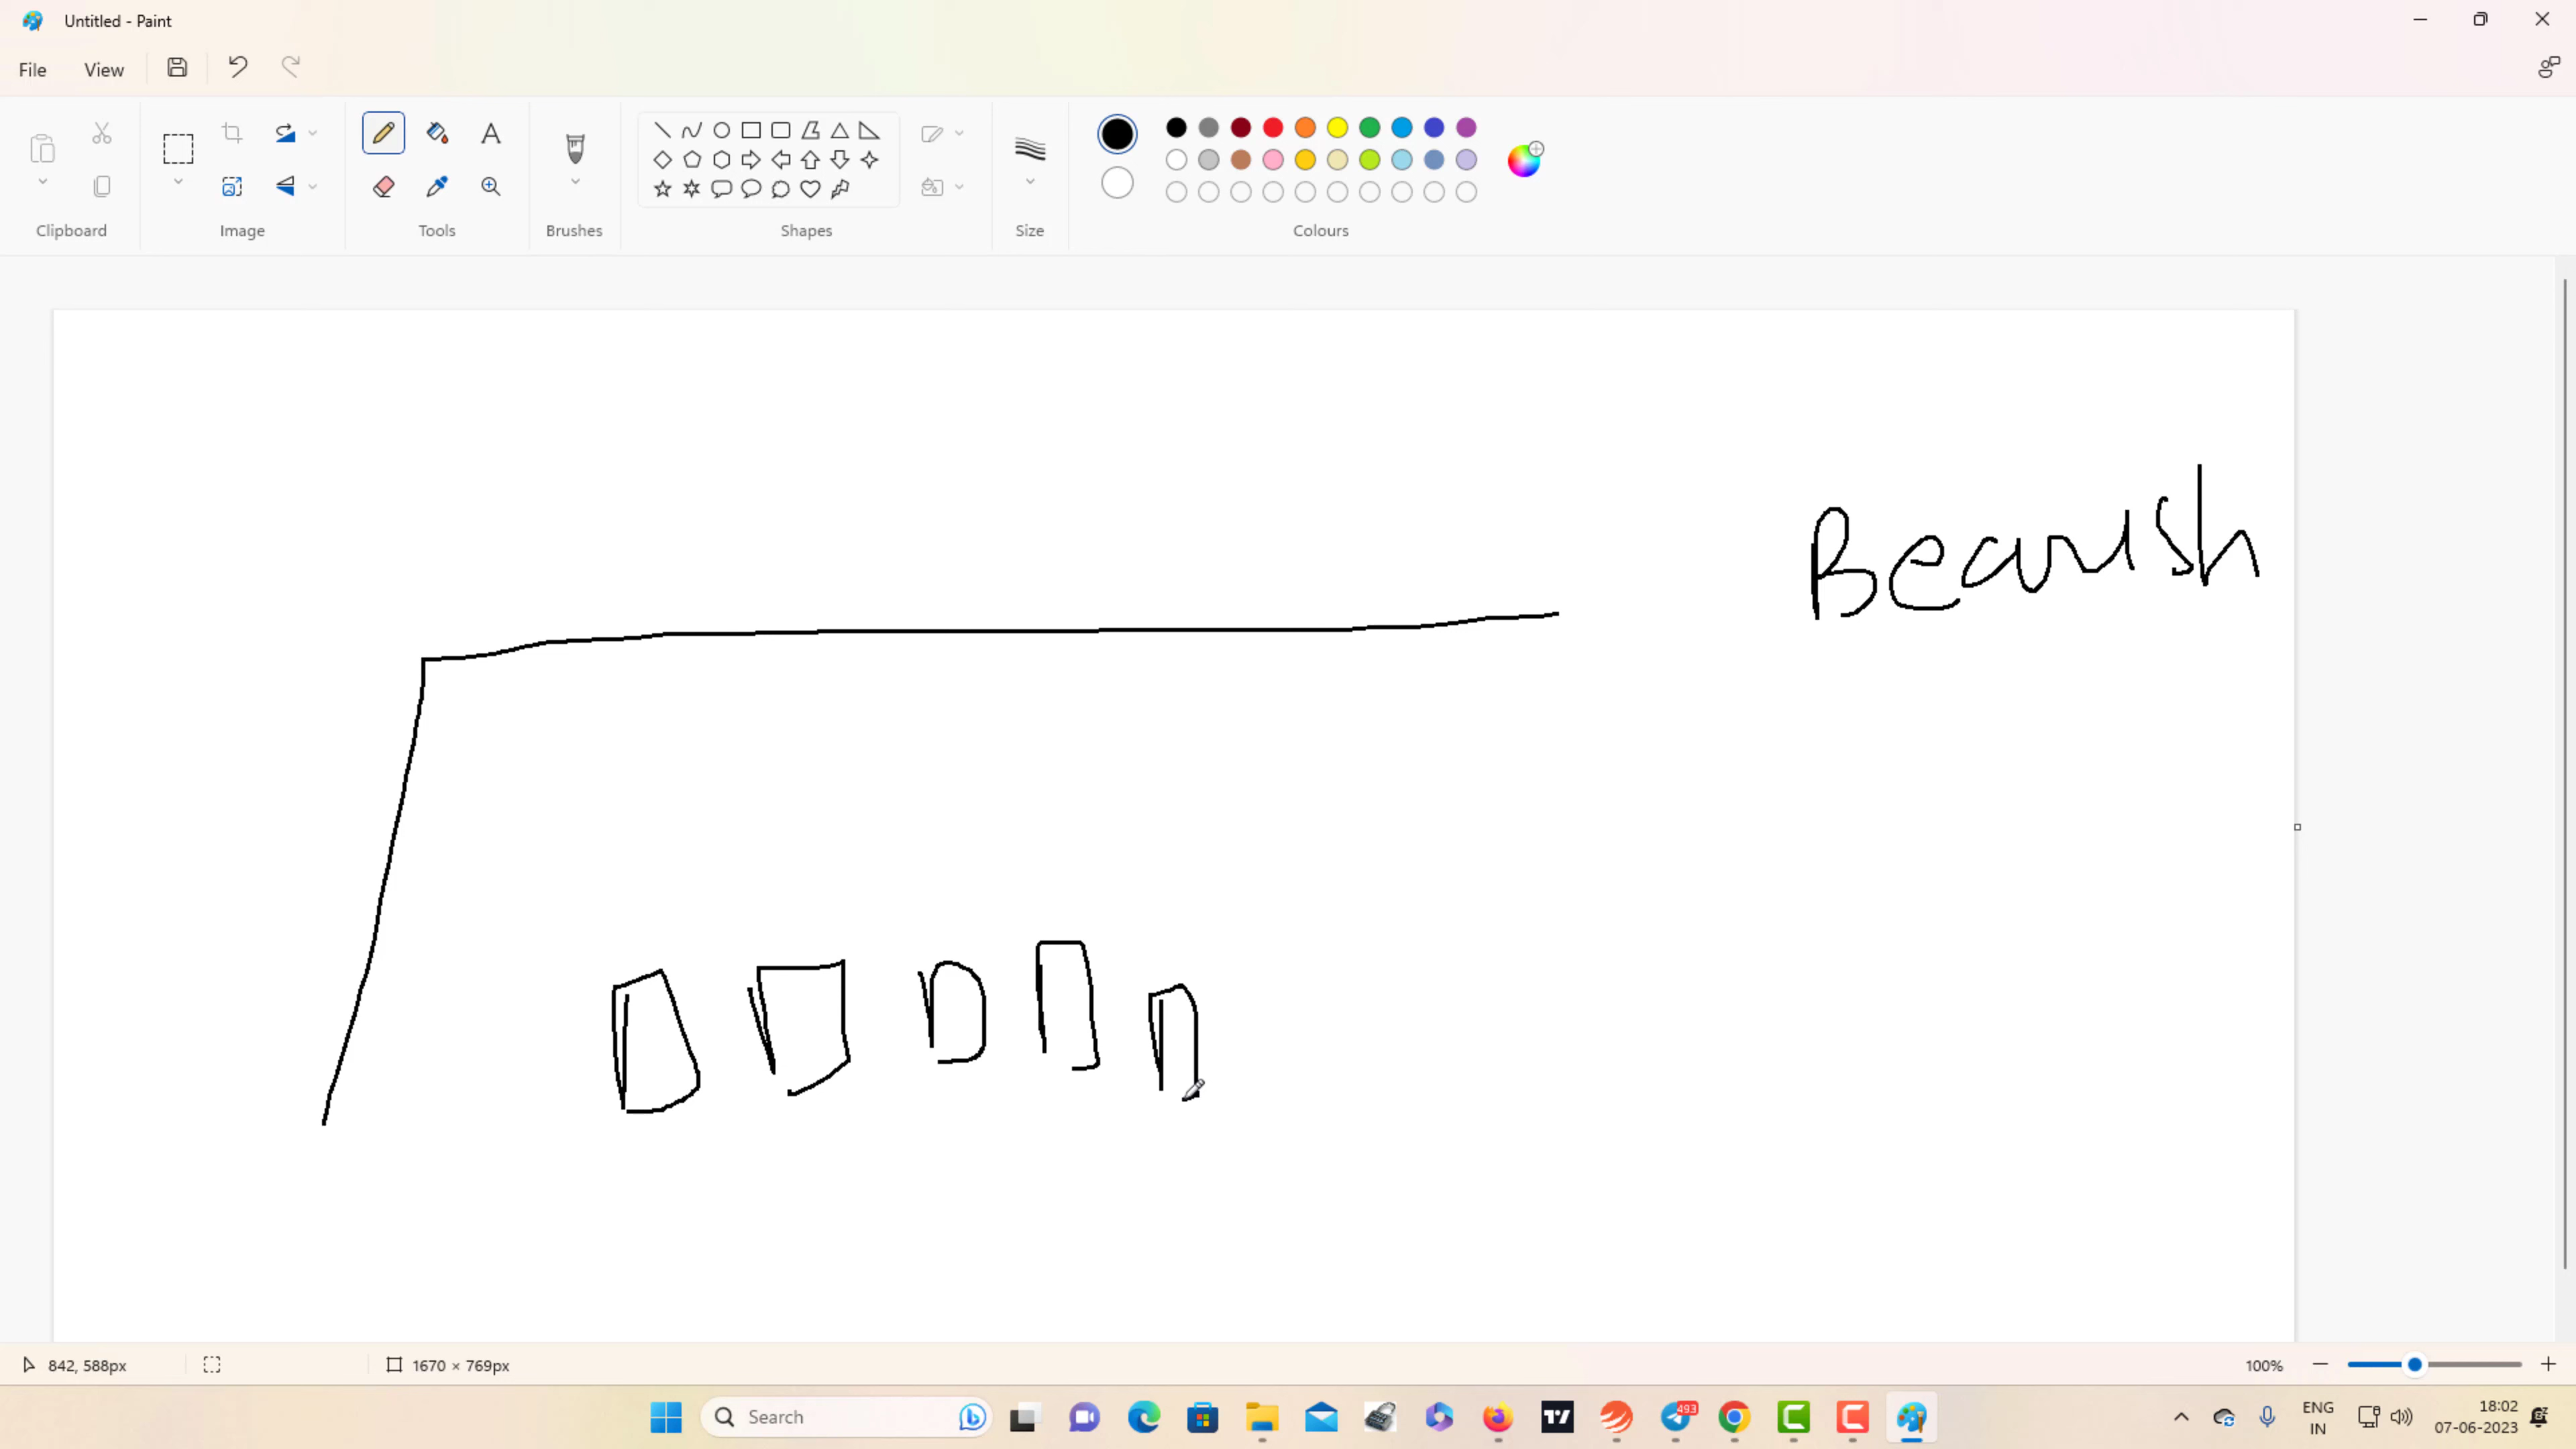 Untitled - Paint
File View
Clipboard Image Tools Brushes Shapes Size Colours
Bearish
842, 588px 1670 × 769px 100%
Search 493 ENG 18:02
IN 07-06-2023